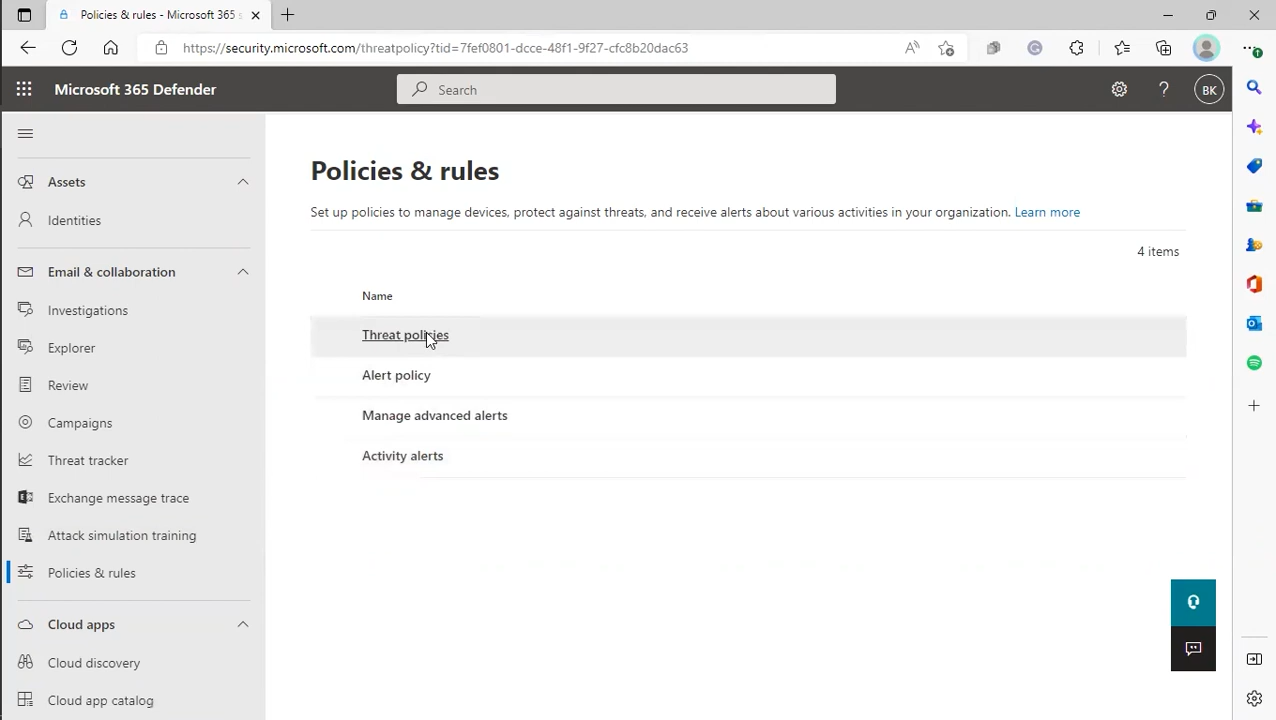 Policies & rules - Microsoft 365 s
https://security.microsoft.com/threatpolicy?tid=7fef0801-dcce-48f1-9f27-cfc8b20dac63
Microsoft 365 Defender
Search
BK
Assets
Identities
Email & collaboration
Investigations
Explorer
Review
Campaigns
Threat tracker
Exchange message trace
Attack simulation training
Policies & rules
Cloud apps
Cloud discovery
Cloud app catalog
Policies & rules
Set up policies to manage devices, protect against threats, and receive alerts about various activities in your organization. Learn more
4 items
Name
Threat policies
Alert policy
Manage advanced alerts
Activity alerts